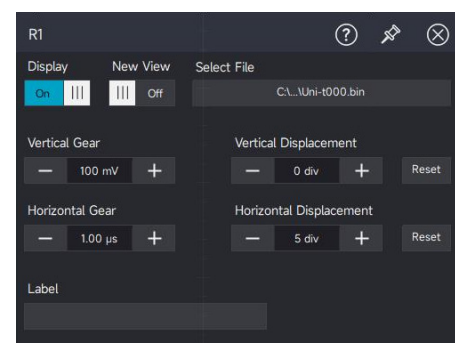 R1
Display New View Select File
On Off C:\...\Uni-t000.bin
Vertical Gear Vertical Displacement
100 mV 0 div Reset
Horizontal Gear Horizontal Displacement
1.00 µs 5 div Reset
Label